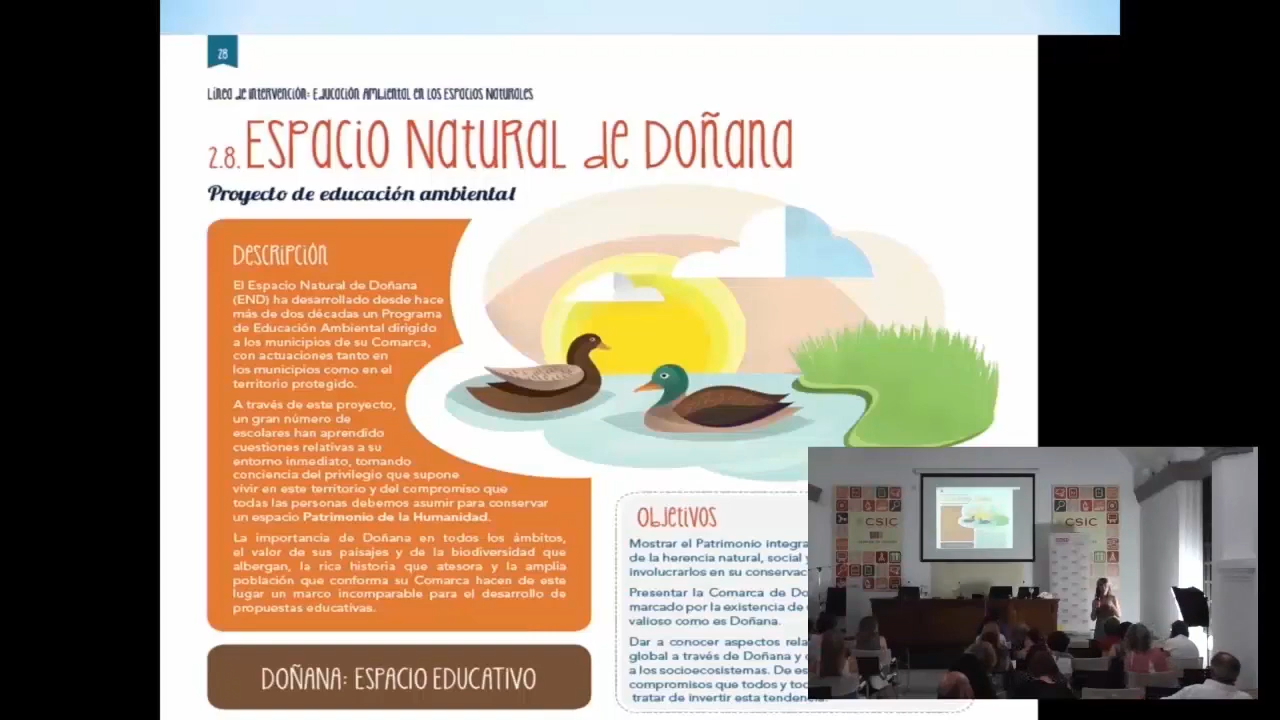 28
Línea de intervención: Educación Ambiental en los Espacios Naturales
2.8. Espacio Natural de Doñana
Proyecto de educación ambiental
Descripción
El Espacio Natural de Doñana
(END) ha desarrollado desde hace
más de dos décadas un Programa
de Educación Ambiental dirigido
a los municipios de su Comarca,
con actuaciones tanto en
los municipios como en el
territorio protegido.
A través de este proyecto,
un gran número de
escolares han aprendido
cuestiones relativas a su
entorno inmediato, tomando
conciencia del privilegio que supone
vivir en este territorio y del compromiso que
todas las personas debemos asumir para conservar
un espacio Patrimonio de la Humanidad.
La importancia de Doñana en todos los ámbitos,
el valor de sus paisajes y de la biodiversidad que
albergan, la rica historia que atesora y la amplia
población que conforma su Comarca hacen de este
lugar un marco incomparable para el desarrollo de
propuestas educativas.
DOÑANA: ESPACIO EDUCATIVO
Objetivos
Mostrar el Patrimonio integra
de la herencia natural, social y
involucrarlos en su conservac
Presentar la Comarca de Do
marcado por la existencia de
valioso como es Doñana.
Dar a conocer aspectos rela
global a través de Doñana y
a los socioecosistemas. De es
compromisos que todos y toc
tratar de invertir esta tendencia.
CSIC
CSIC